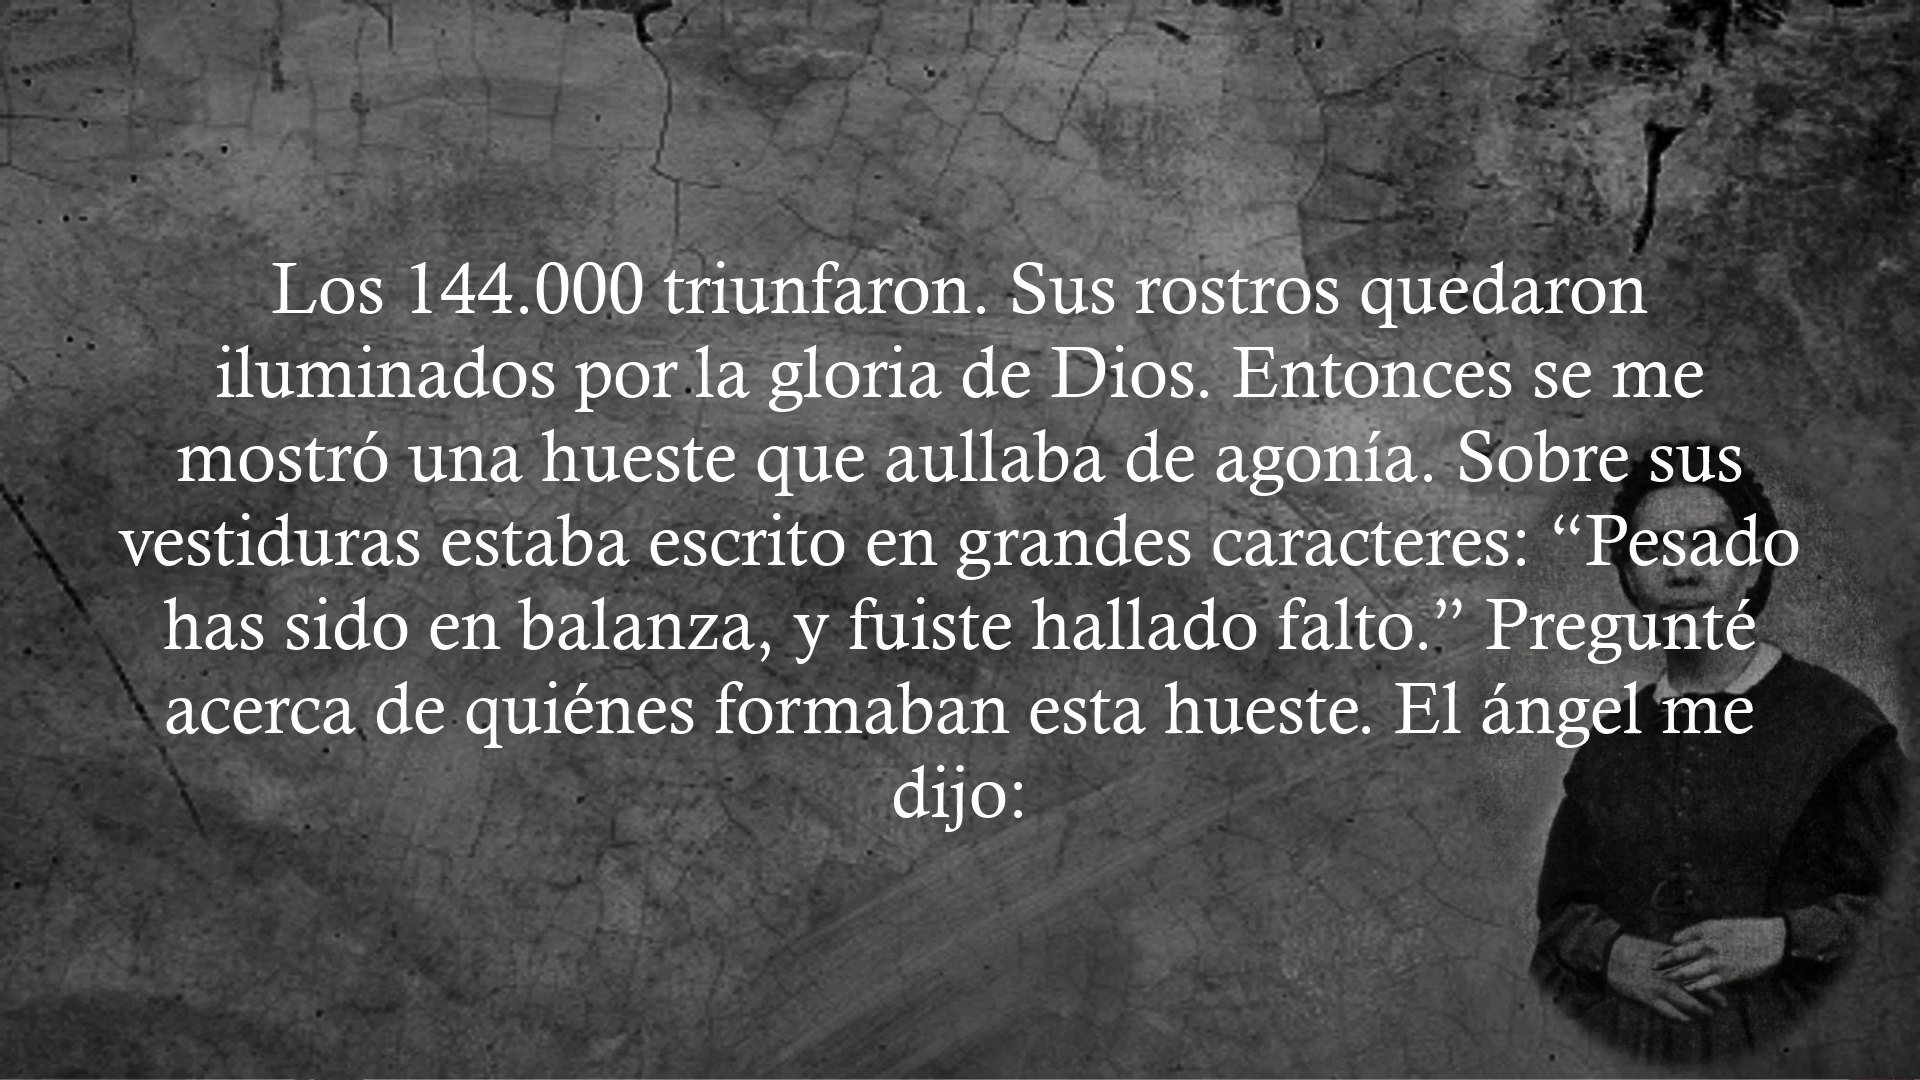 Los 144.000 triunfaron. Sus rostros quedaron
iluminados por la gloria de Dios. Entonces se me
mostró una hueste que aullaba de agonía. Sobre sus
vestiduras estaba escrito en grandes caracteres: “Pesado
has sido en balanza, y fuiste hallado falto.” Pregunté
acerca de quiénes formaban esta hueste. El ángel me
dijo: